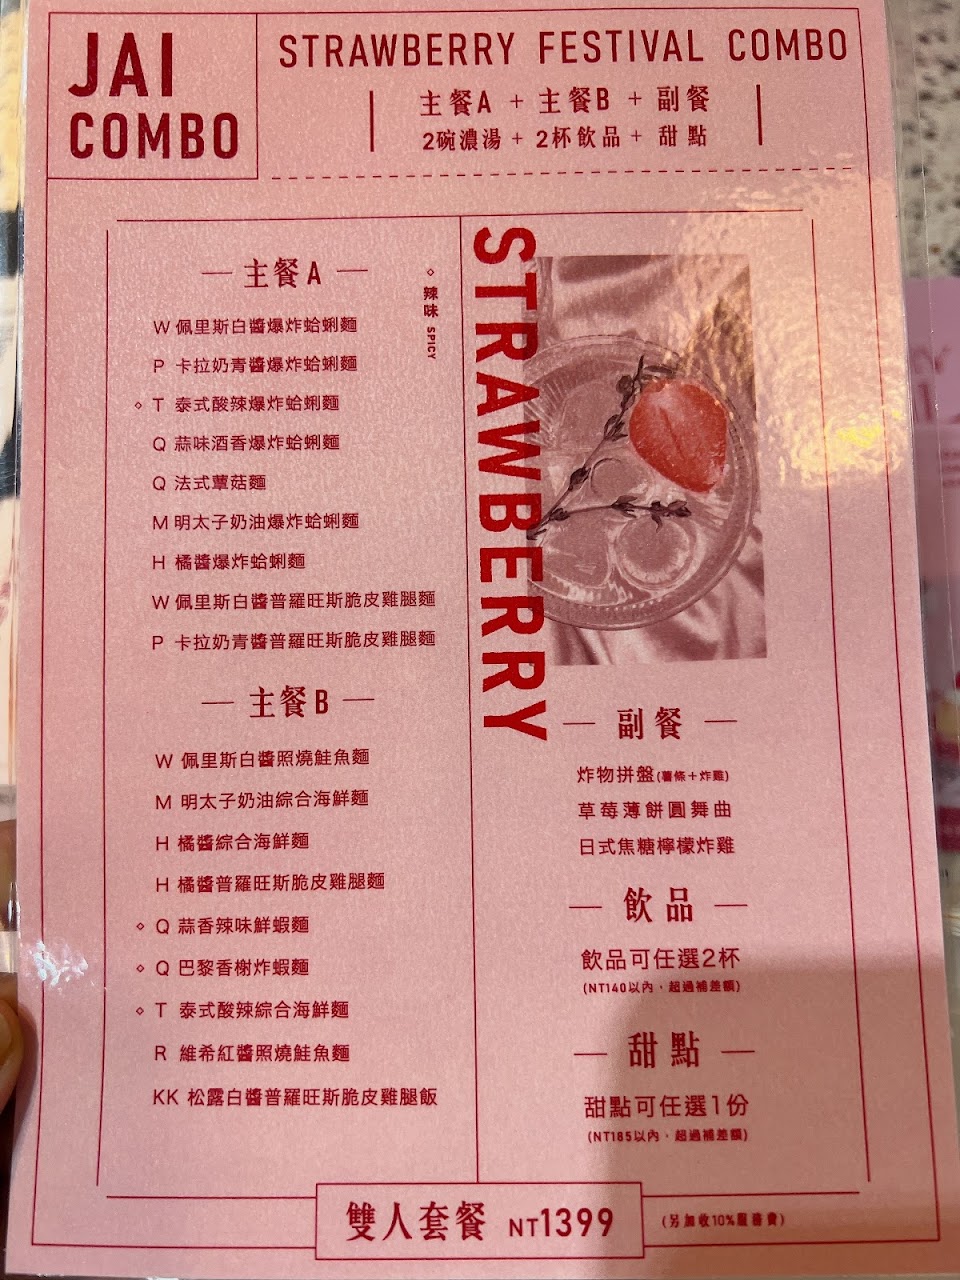 JAI
COMBO
STRAWBERRY FESTIVAL COMBO
主餐A + 主餐B + 副餐
2碗濃湯 + 2杯飲品 + 甜點
主餐A
◇ 辣味 SPICY
W 佩里斯白醬爆炸蛤蜊麵
P 卡拉奶青醬爆炸蛤蜊麵
◇ T 泰式酸辣爆炸蛤蜊麵
Q 蒜味酒香爆炸蛤蜊麵
Q 法式蕈菇麵
M 明太子奶油爆炸蛤蜊麵
H 橘醬爆炸蛤蜊麵
W 佩里斯白醬普羅旺斯脆皮雞腿麵
P 卡拉奶青醬普羅旺斯脆皮雞腿麵
主餐B
W 佩里斯白醬照燒鮭魚麵
M 明太子奶油綜合海鮮麵
H 橘醬綜合海鮮麵
H 橘醬普羅旺斯脆皮雞腿麵
◇ Q 蒜香辣味鮮蝦麵
◇ Q 巴黎香榭炸蝦麵
◇ T 泰式酸辣綜合海鮮麵
R 維希紅醬照燒鮭魚麵
KK 松露白醬普羅旺斯脆皮雞腿飯
STRAWBERRY
副餐
炸物拼盤(薯條+炸雞)
草莓薄餅圓舞曲
日式焦糖檸檬炸雞
飲品
飲品可任選2杯
(NT140以內，超過補差額)
甜點
甜點可任選1份
(NT185以內，超過補差額)
雙人套餐 NT1399
(另加收10%服務費)